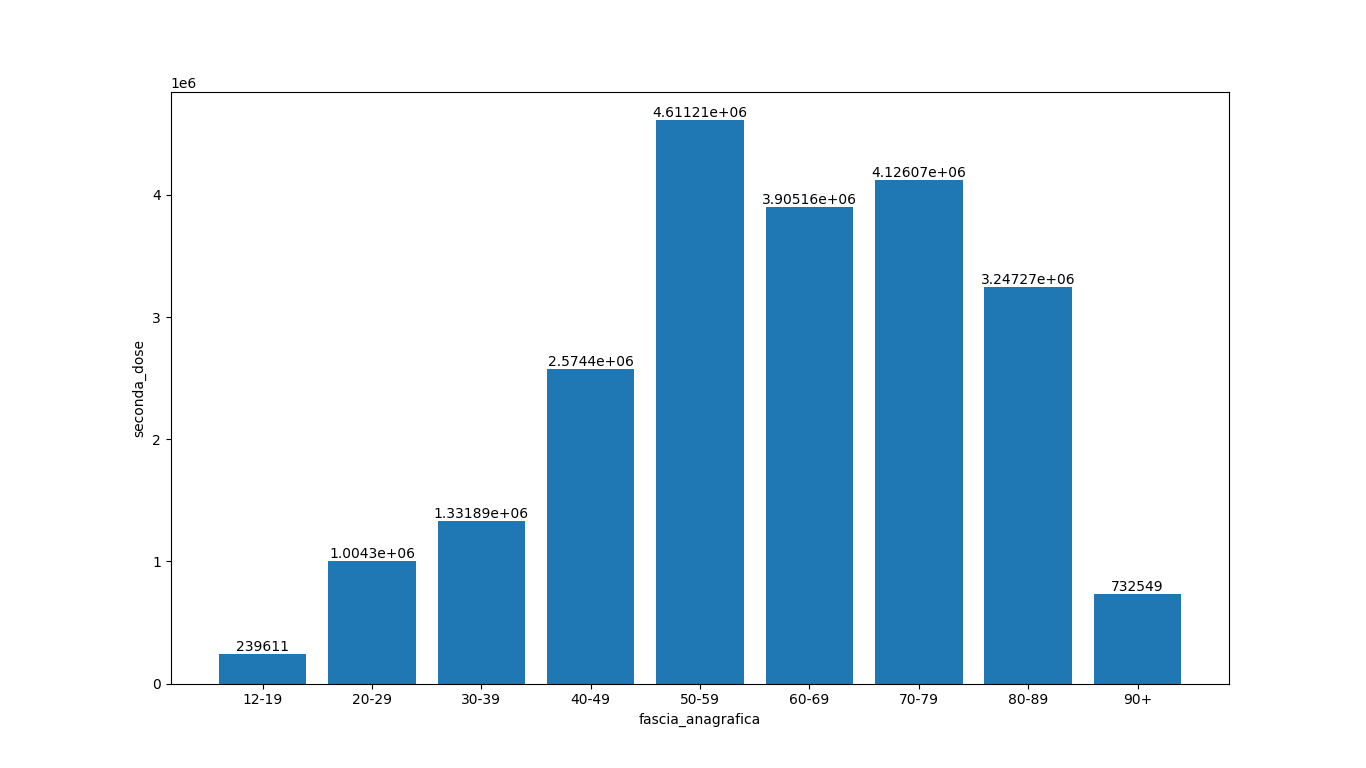 1e6
4.61121e+06
4.12607e+06
4
3.90516e+06
3.24727e+06
3
2.5744e+06
seconda_dose
2
1.33189e+06
1.0043e+06
1
732549
239611
0
12-19 20-29 30-39 40-49 50-59 60-69 70-79 80-89 90+
fascia_anagrafica